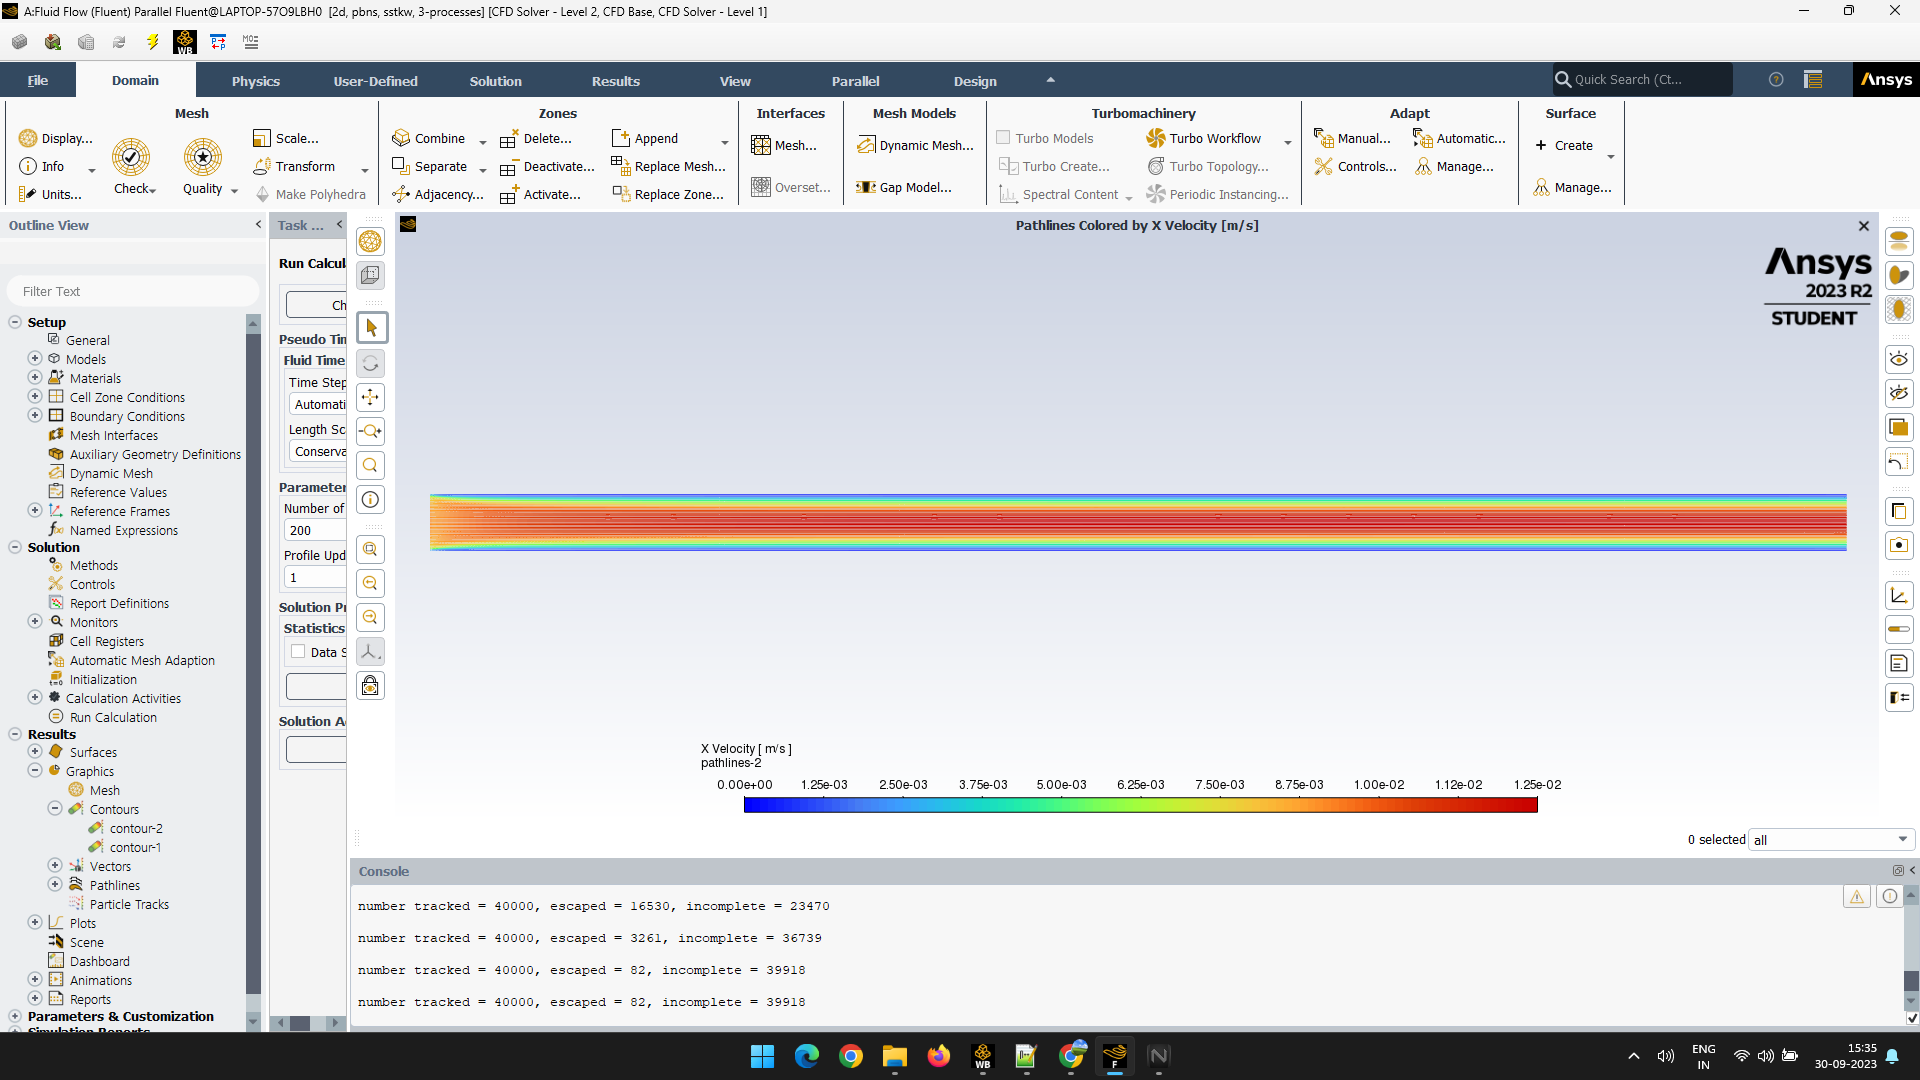 A:Fluid Flow (Fluent) Parallel Fluent@LAPTOP-57O9LBH0 [2d, pbns, sstkw, 3-processes] [CFD Solver - Level 2, CFD Base, CFD Solver - Level 1]
WB
File Domain Physics User-Defined Solution Results View Parallel Design Quick Search (Ct... Ansys
Mesh Zones Interfaces Mesh Models Turbomachinery Adapt Surface
Display... Scale... Combine Delete... Append Mesh... Dynamic Mesh... Turbo Models Turbo Workflow Manual... Automatic... + Create
Info Transform Separate Deactivate... Replace Mesh... Turbo Create... Turbo Topology... Controls... Manage...
Check Quality Overset... Gap Model... Manage...
Units... Make Polyhedra Adjacency... Activate... Replace Zone... Spectral Content Periodic Instancing...
Outline View
Task ...
Pathlines Colored by X Velocity [m/s]
Filter Text
Setup
General
Models
Materials
Cell Zone Conditions
Boundary Conditions
Mesh Interfaces
Auxiliary Geometry Definitions
Dynamic Mesh
Reference Values
Reference Frames
Named Expressions
Solution
Methods
Controls
Report Definitions
Monitors
Cell Registers
Automatic Mesh Adaption
Initialization
Calculation Activities
Run Calculation
Results
Surfaces
Graphics
Mesh
Contours
contour-2
contour-1
Vectors
Pathlines
Particle Tracks
Plots
Scene
Dashboard
Animations
Reports
Parameters & Customization
Simulation Reports
Run Calcul
Ch
Pseudo Tim
Fluid Time
Time Step
Automati
Length Sc
Conserva
Parameter
Number of
200
Profile Upd
1
Solution Pr
Statistics
Data S
Solution A
Ansys
2023 R2
STUDENT
X Velocity [ m/s ]
pathlines-2
0.00e+00 1.25e-03 2.50e-03 3.75e-03 5.00e-03 6.25e-03 7.50e-03 8.75e-03 1.00e-02 1.12e-02 1.25e-02
0 selected all
Console
number tracked = 40000, escaped = 16530, incomplete = 23470
number tracked = 40000, escaped = 3261, incomplete = 36739
number tracked = 40000, escaped = 82, incomplete = 39918
number tracked = 40000, escaped = 82, incomplete = 39918
WB F N
ENG
IN
15:35
30-09-2023